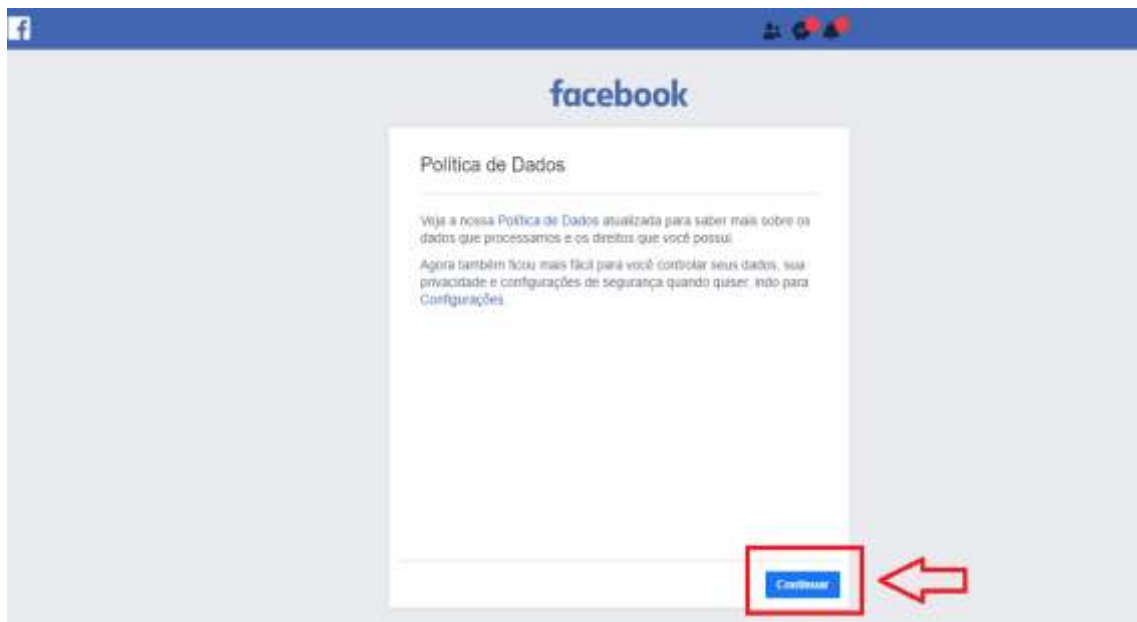 facebook
Política de Dados
Veja a nossa Política de Dados atualizada para saber mais sobre os
dados que processamos e os direitos que você possui.
Agora também ficou mais fácil para você controlar seus dados, sua
privacidade e configurações de segurança quando quiser, indo para
Configurações.
Continuar